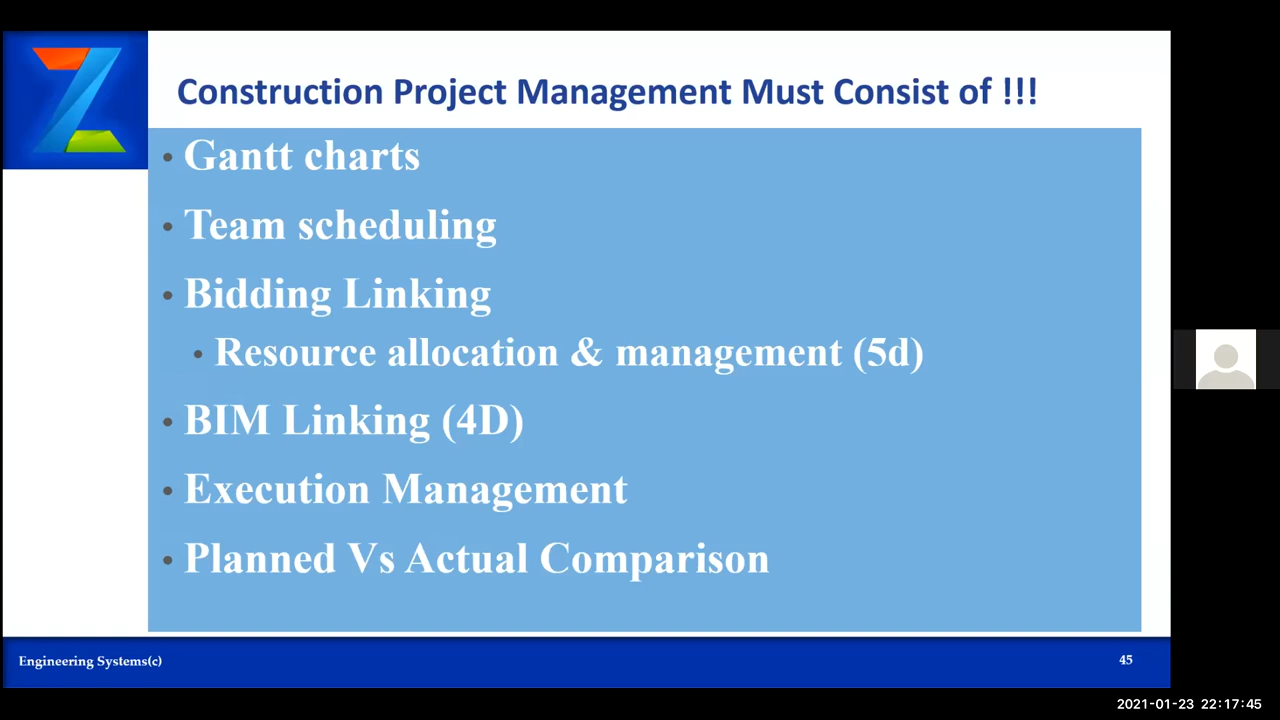 Construction Project Management Must Consist of !!!
• Gantt charts
• Team scheduling
• Bidding Linking
• Resource allocation & management (5d)
• BIM Linking (4D)
• Execution Management
• Planned Vs Actual Comparison
Engineering Systems(c)
45
2021-01-23 22:17:45